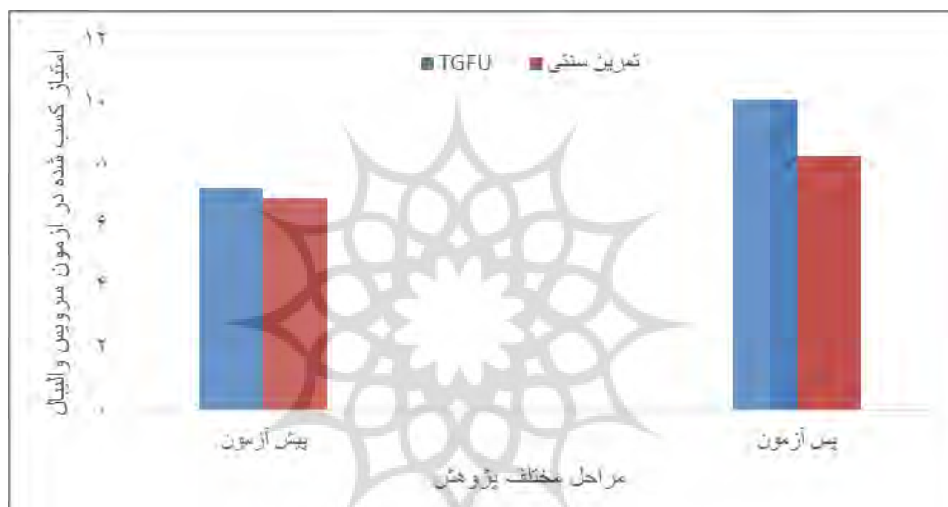 امتیاز کسب شده در آزمون سرویس والیبال
۱۲
۱۰
۸
۶
۴
۲
۰
TGFU
تمرین سنتی
پیش آزمون
پس آزمون
مراحل مختلف پژوهش